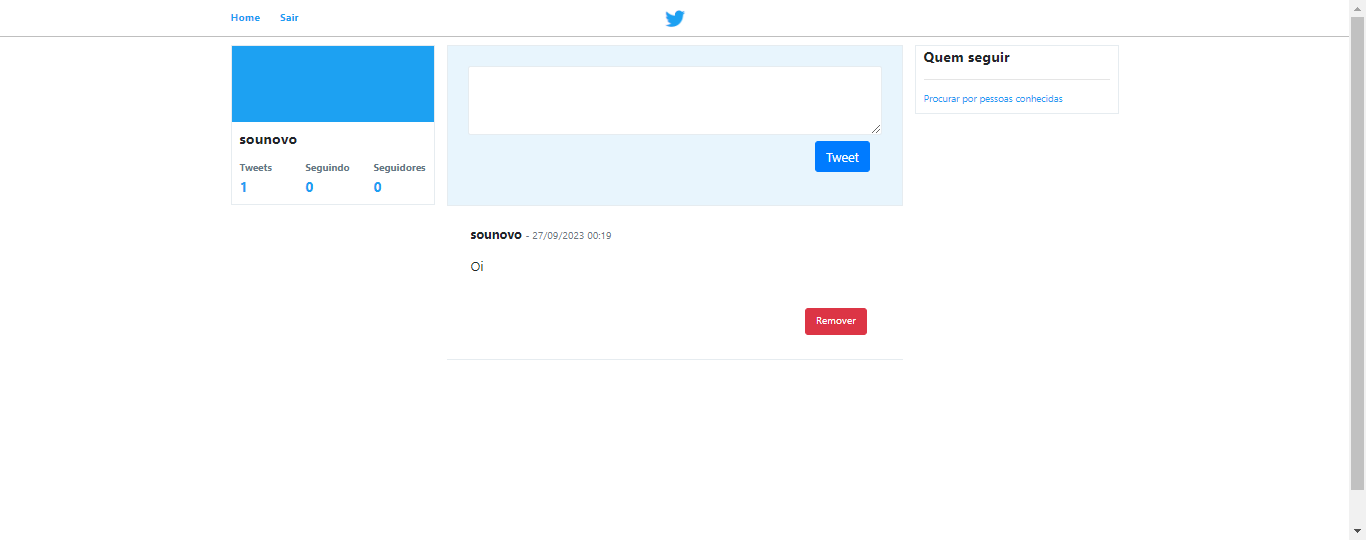 Home Sair
sounovo
Tweets Seguindo Seguidores
1 0 0
Tweet
sounovo - 27/09/2023 00:19
Oi
Remover
Quem seguir
Procurar por pessoas conhecidas